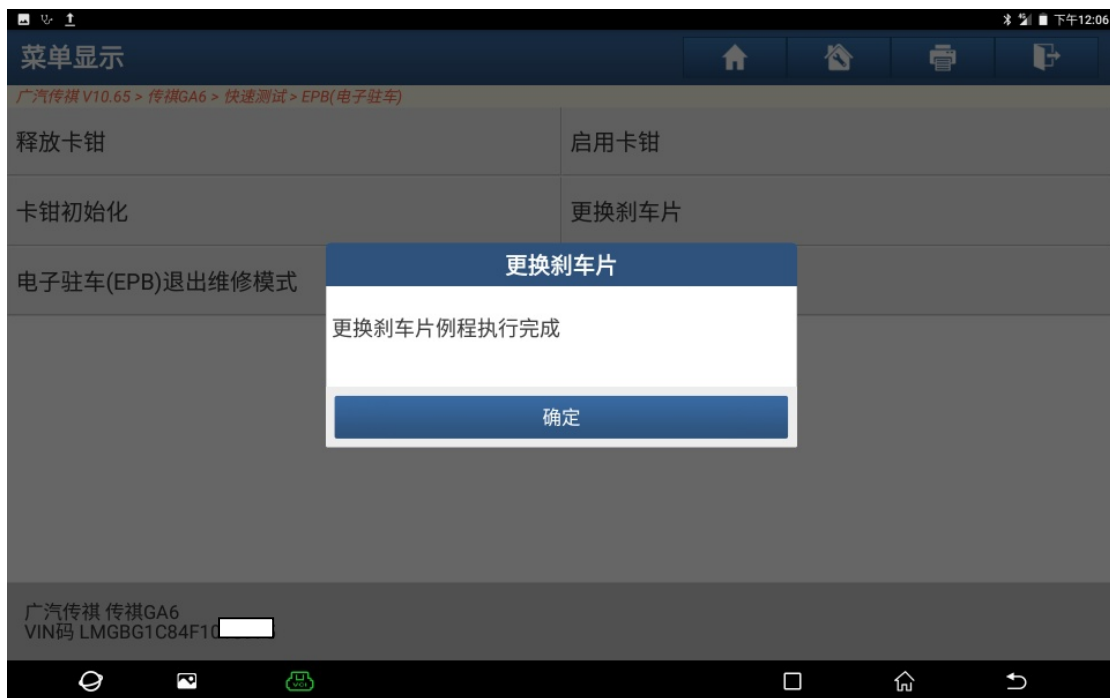 下午12:06
菜单显示
广汽传祺 V10.65 > 传祺GA6 > 快速测试 > EPB(电子驻车)
释放卡钳
启用卡钳
卡钳初始化
更换刹车片
电子驻车(EPB)退出维修模式
更换刹车片
更换刹车片例程执行完成
确定
广汽传祺 传祺GA6
VIN码 LMGBG1C84F10
VCI